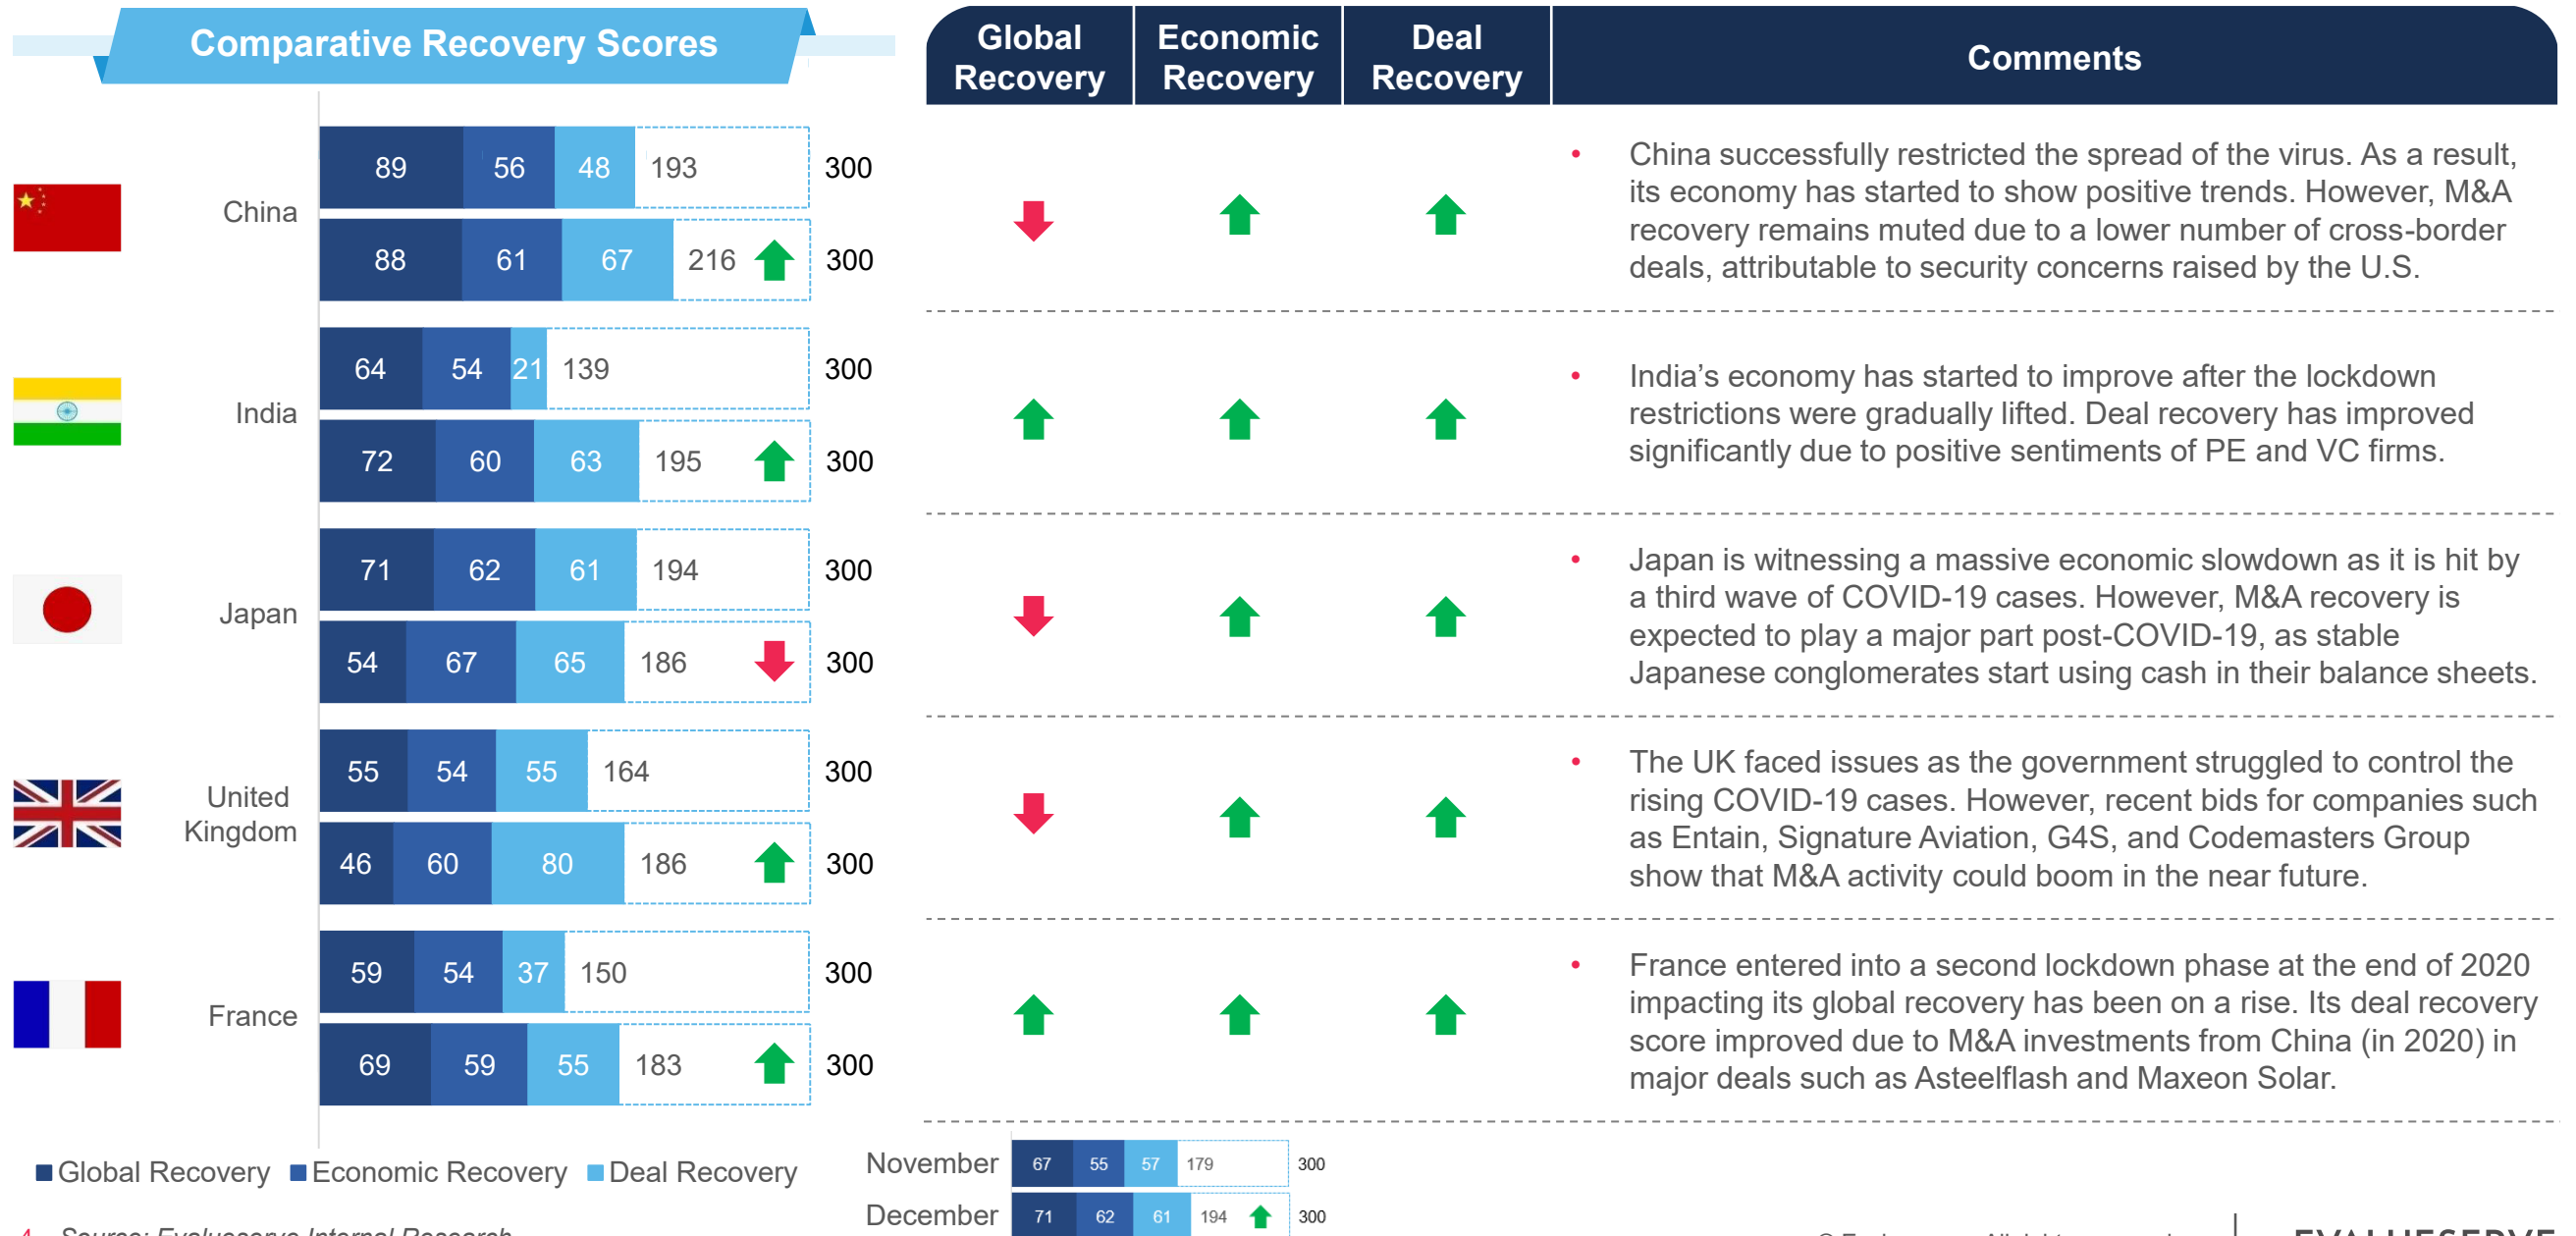 Comparative Recovery Scores
Global Recovery
Economic Recovery
Deal Recovery
Comments
China
89 56 48 193 300
88 61 67 216 300
• China successfully restricted the spread of the virus. As a result,
its economy has started to show positive trends. However, M&A
recovery remains muted due to a lower number of cross-border
deals, attributable to security concerns raised by the U.S.
India
64 54 21 139 300
72 60 63 195 300
• India’s economy has started to improve after the lockdown
restrictions were gradually lifted. Deal recovery has improved
significantly due to positive sentiments of PE and VC firms.
Japan
71 62 61 194 300
54 67 65 186 300
• Japan is witnessing a massive economic slowdown as it is hit by
a third wave of COVID-19 cases. However, M&A recovery is
expected to play a major part post-COVID-19, as stable
Japanese conglomerates start using cash in their balance sheets.
United
Kingdom
55 54 55 164 300
46 60 80 186 300
• The UK faced issues as the government struggled to control the
rising COVID-19 cases. However, recent bids for companies such
as Entain, Signature Aviation, G4S, and Codemasters Group
show that M&A activity could boom in the near future.
France
59 54 37 150 300
69 59 55 183 300
• France entered into a second lockdown phase at the end of 2020
impacting its global recovery has been on a rise. Its deal recovery
score improved due to M&A investments from China (in 2020) in
major deals such as Asteelflash and Maxeon Solar.
Global Recovery Economic Recovery Deal Recovery
November 67 55 57 179 300
December 71 62 61 194 300
4 Source: Evalueserve Internal Research
EVALUESERVE